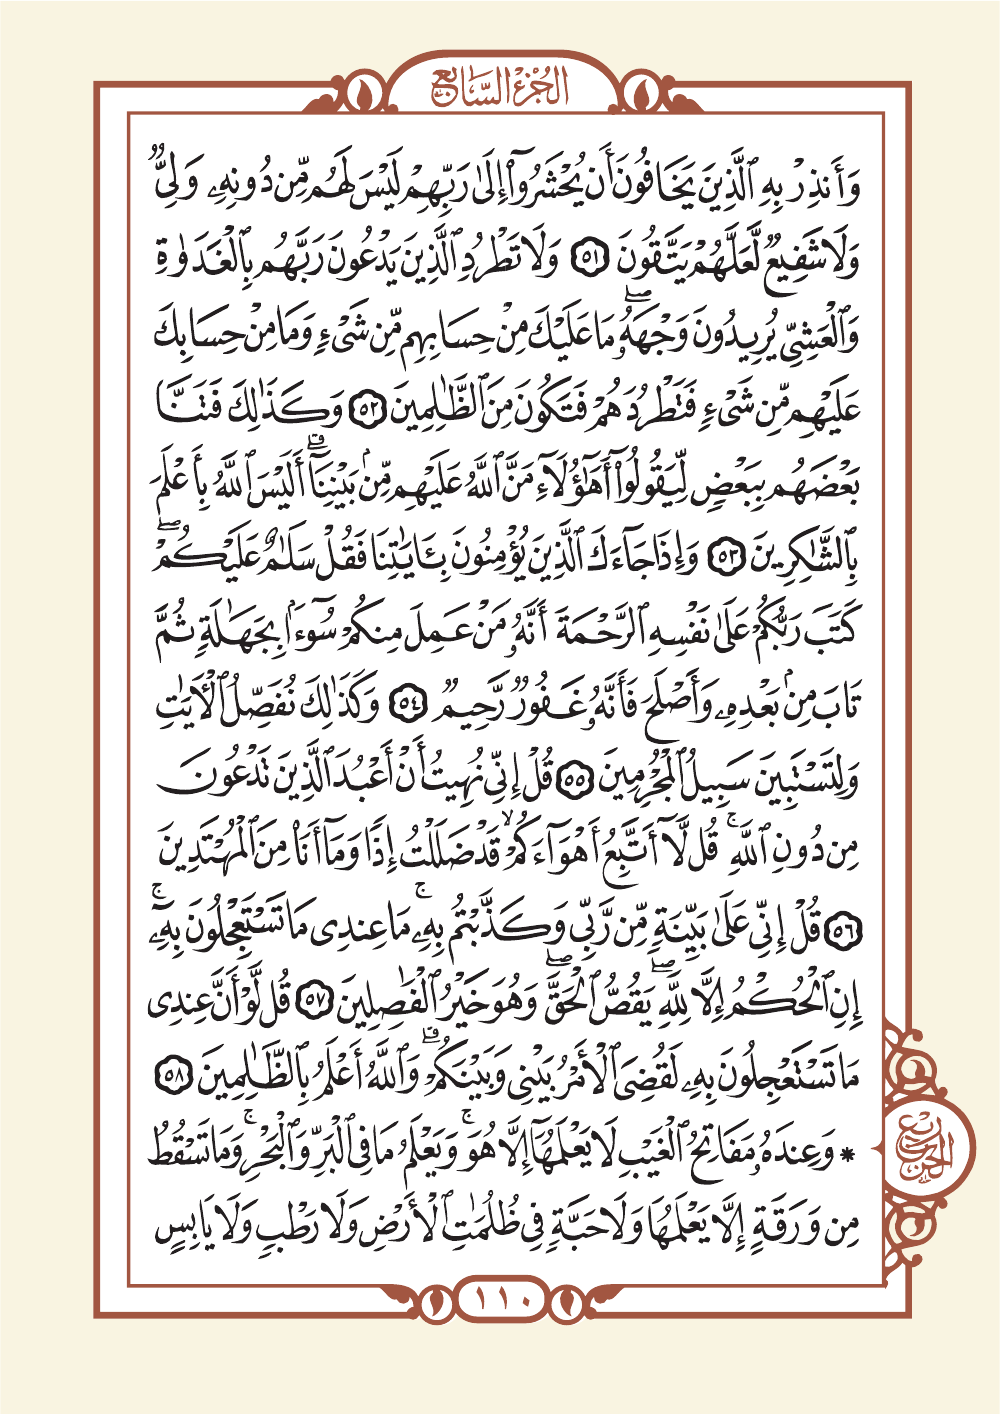 الجُزْءُ السَّابِعُ
وَأَنذِرْ بِهِ ٱلَّذِينَ يَخَافُونَ أَن يُحْشَرُوٓاْ إِلَىٰ رَبِّهِمْ لَيْسَ لَهُم مِّن دُونِهِۦ وَلِيٌّ
وَلَا شَفِيعٌ لَّعَلَّهُمْ يَتَّقُونَ ٥١ وَلَا تَطْرُدِ ٱلَّذِينَ يَدْعُونَ رَبَّهُم بِٱلْغَدَوٰةِ
وَٱلْعَشِيِّ يُرِيدُونَ وَجْهَهُۥۖ مَا عَلَيْكَ مِنْ حِسَابِهِم مِّن شَيْءٍ وَمَا مِنْ حِسَابِكَ
عَلَيْهِم مِّن شَيْءٍ فَتَطْرُدَهُمْ فَتَكُونَ مِنَ ٱلظَّٰلِمِينَ ٥٢ وَكَذَٰلِكَ فَتَنَّا
بَعْضَهُم بِبَعْضٍ لِّيَقُولُوٓاْ أَهَٰٓؤُلَآءِ مَنَّ ٱللَّهُ عَلَيْهِم مِّنۢ بَيْنِنَآۗ أَلَيْسَ ٱللَّهُ بِأَعْلَمَ
بِٱلشَّٰكِرِينَ ٥٣ وَإِذَا جَآءَكَ ٱلَّذِينَ يُؤْمِنُونَ بِـَٔايَٰتِنَا فَقُلْ سَلَٰمٌ عَلَيْكُمْۖ
كَتَبَ رَبُّكُمْ عَلَىٰ نَفْسِهِ ٱلرَّحْمَةَ أَنَّهُۥ مَنْ عَمِلَ مِنكُمْ سُوٓءَۢا بِجَهَٰلَةٍ ثُمَّ
تَابَ مِنۢ بَعْدِهِۦ وَأَصْلَحَ فَأَنَّهُۥ غَفُورٌ رَّحِيمٌ ٥٤ وَكَذَٰلِكَ نُفَصِّلُ ٱلْأٓيَٰتِ
وَلِتَسْتَبِينَ سَبِيلُ ٱلْمُجْرِمِينَ ٥٥ قُلْ إِنِّي نُهِيتُ أَنْ أَعْبُدَ ٱلَّذِينَ تَدْعُونَ
مِن دُونِ ٱللَّهِۚ قُل لَّآ أَتَّبِعُ أَهْوَآءَكُمْۙ قَدْ ضَلَلْتُ إِذًا وَمَآ أَنَا۠ مِنَ ٱلْمُهْتَدِينَ
٥٦ قُلْ إِنِّي عَلَىٰ بَيِّنَةٍ مِّن رَّبِّي وَكَذَّبْتُم بِهِۦۚ مَا عِندِي مَا تَسْتَعْجِلُونَ بِهِۦٓۚ
إِنِ ٱلْحُكْمُ إِلَّا لِلَّهِۖ يَقُصُّ ٱلْحَقَّۖ وَهُوَ خَيْرُ ٱلْفَٰصِلِينَ ٥٧ قُل لَّوْ أَنَّ عِندِي
مَا تَسْتَعْجِلُونَ بِهِۦ لَقُضِيَ ٱلْأَمْرُ بَيْنِي وَبَيْنَكُمْۗ وَٱللَّهُ أَعْلَمُ بِٱلظَّٰلِمِينَ ٥٨
* وَعِندَهُۥ مَفَاتِحُ ٱلْغَيْبِ لَا يَعْلَمُهَآ إِلَّا هُوَۚ وَيَعْلَمُ مَا فِي ٱلْبَرِّ وَٱلْبَحْرِۚ وَمَا تَسْقُطُ
مِن وَرَقَةٍ إِلَّا يَعْلَمُهَا وَلَا حَبَّةٍ فِي ظُلُمَٰتِ ٱلْأَرْضِ وَلَا رَطْبٍ وَلَا يَابِسٍ
ربع الحزب
١١٠